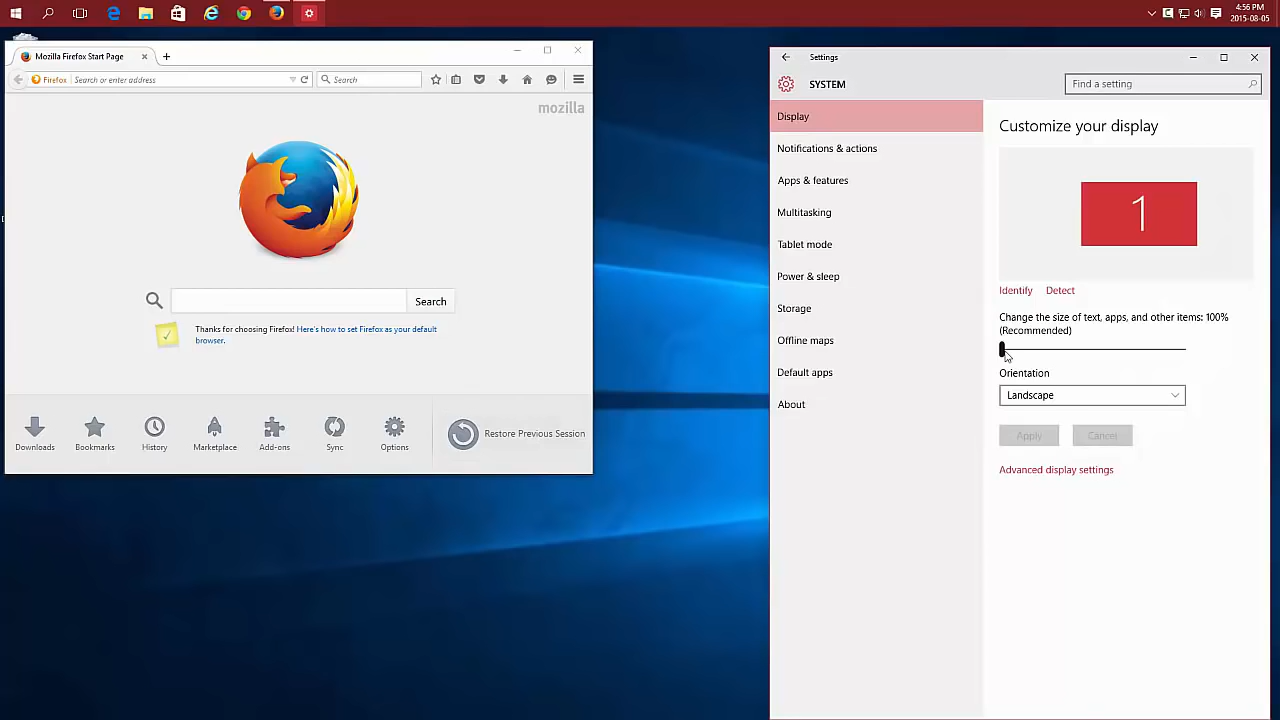 4:56 PM
2015-08-05
Mozilla Firefox Start Page
Firefox
Search or enter address
Search
mozilla
Search
Thanks for choosing Firefox! Here's how to set Firefox as your default
browser.
Downloads
Bookmarks
History
Marketplace
Add-ons
Sync
Options
Restore Previous Session
Settings
SYSTEM
Find a setting
Display
Notifications & actions
Apps & features
Multitasking
Tablet mode
Power & sleep
Storage
Offline maps
Default apps
About
Customize your display
1
Identify
Detect
Change the size of text, apps, and other items: 100%
(Recommended)
Orientation
Landscape
Apply
Cancel
Advanced display settings